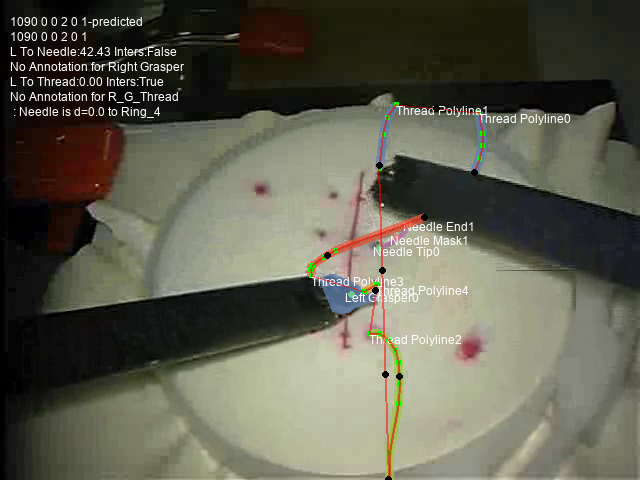 1090 0 0 2 0 1-predicted
1090 0 0 2 0 1
L To Needle:42.43 Inters:False
No Annotation for Right Grasper
L To Thread:0.00 Inters:True
No Annotation for R_G_Thread
: Needle is d=0.0 to Ring_4
Thread Polyline1
Thread Polyline0
Needle End1
Needle Mask1
Needle Tip0
Thread Polyline3
Thread Polyline4
Left Grasper0
Thread Polyline2